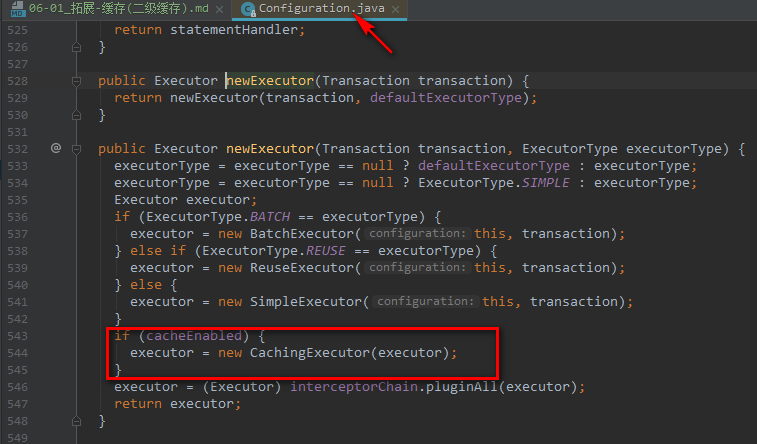 06-01_拓展-缓存(二级缓存).md
Configuration.java
525 return statementHandler;
526 }
527
528 public Executor newExecutor(Transaction transaction) {
529 return newExecutor(transaction, defaultExecutorType);
530 }
531
532 @ public Executor newExecutor(Transaction transaction, ExecutorType executorType) {
533 executorType = executorType == null ? defaultExecutorType : executorType;
534 executorType = executorType == null ? ExecutorType.SIMPLE : executorType;
535 Executor executor;
536 if (ExecutorType.BATCH == executorType) {
537 executor = new BatchExecutor( configuration: this, transaction);
538 } else if (ExecutorType.REUSE == executorType) {
539 executor = new ReuseExecutor( configuration: this, transaction);
540 } else {
541 executor = new SimpleExecutor( configuration: this, transaction);
542 }
543 if (cacheEnabled) {
544 executor = new CachingExecutor(executor);
545 }
546 executor = (Executor) interceptorChain.pluginAll(executor);
547 return executor;
548 }
549